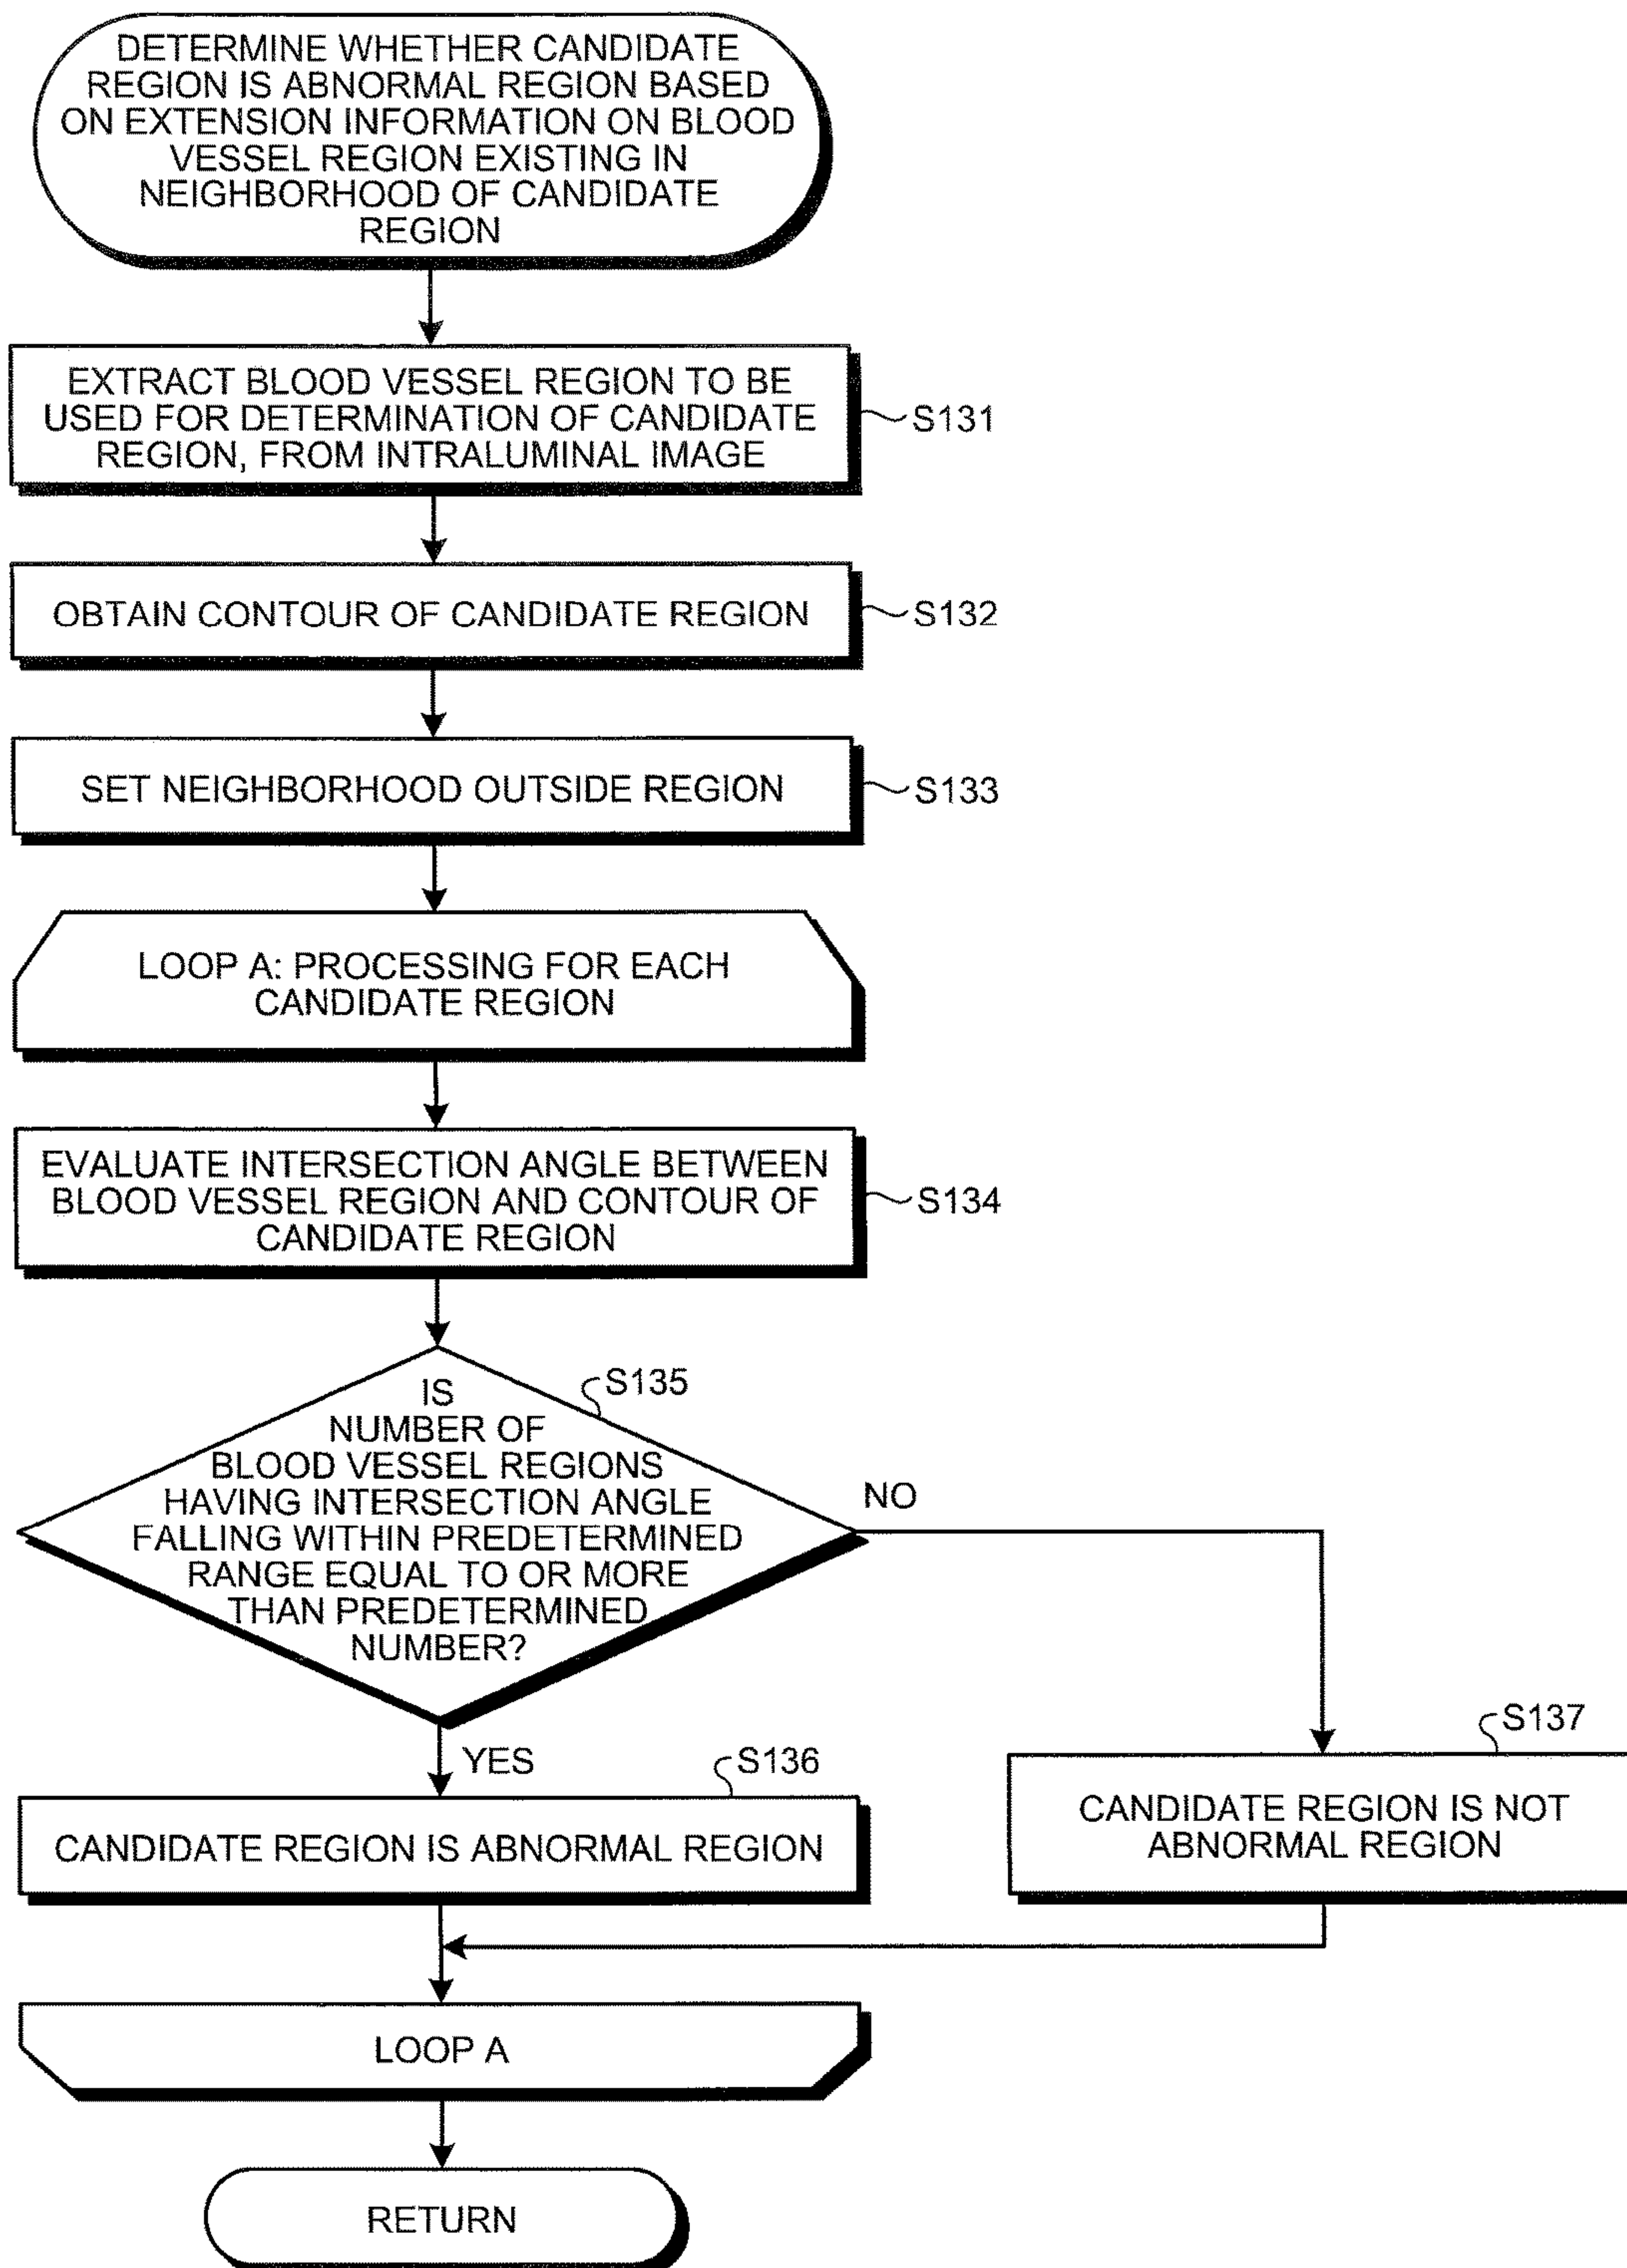 DETERMINE WHETHER CANDIDATE
REGION IS ABNORMAL REGION BASED
ON EXTENSION INFORMATION ON BLOOD
VESSEL REGION EXISTING IN
NEIGHBORHOOD OF CANDIDATE
REGION
EXTRACT BLOOD VESSEL REGION TO BE
USED FOR DETERMINATION OF CANDIDATE
REGION, FROM INTRALUMINAL IMAGE
S131
OBTAIN CONTOUR OF CANDIDATE REGION
S132
SET NEIGHBORHOOD OUTSIDE REGION
S133
LOOP A: PROCESSING FOR EACH
CANDIDATE REGION
EVALUATE INTERSECTION ANGLE BETWEEN
BLOOD VESSEL REGION AND CONTOUR OF
CANDIDATE REGION
S134
S135
IS
NUMBER OF
BLOOD VESSEL REGIONS
HAVING INTERSECTION ANGLE
FALLING WITHIN PREDETERMINED
RANGE EQUAL TO OR MORE
THAN PREDETERMINED
NUMBER?
NO
YES
S136
CANDIDATE REGION IS ABNORMAL REGION
S137
CANDIDATE REGION IS NOT
ABNORMAL REGION
LOOP A
RETURN